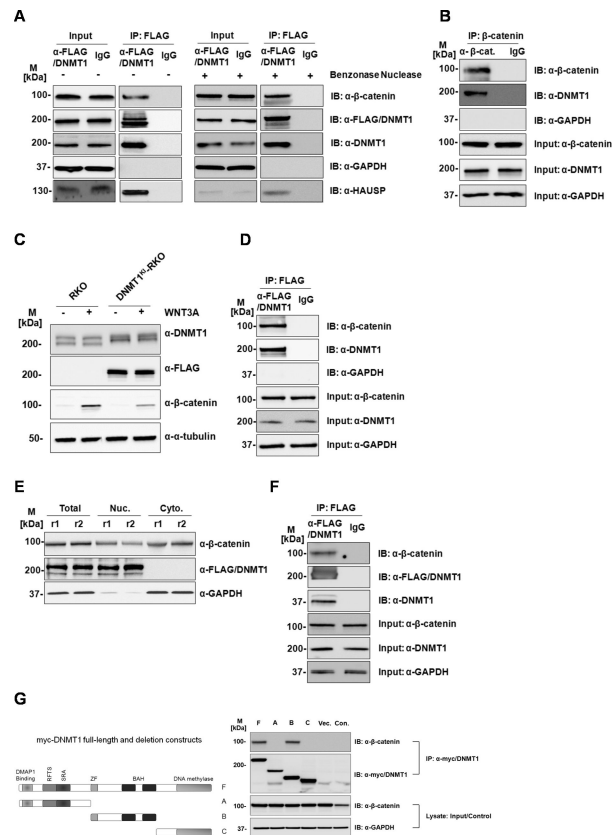 A
Input
IP: FLAG
Input
IP: FLAG
α-FLAG /DNMT1
IgG
α-FLAG /DNMT1
IgG
α-FLAG /DNMT1
IgG
α-FLAG /DNMT1
IgG
M [kDa]
- - - - + + + + Benzonase Nuclease
100- IB: α-β-catenin
200- IB: α-FLAG/DNMT1
200- IB: α-DNMT1
37- IB: α-GAPDH
130- IB: α-HAUSP
B
IP: β-catenin
α-β-cat. IgG
M [kDa]
100- IB: α-β-catenin
200- IB: α-DNMT1
IB: α-GAPDH
100- Input: α-β-catenin
200- Input: α-DNMT1
37- Input: α-GAPDH
C
RKO
DNMT1KI-RKO
M [kDa]
- + - + WNT3A
200- α-DNMT1
200- α-FLAG
100- α-β-catenin
50- α-α-tubulin
D
IP: FLAG
α-FLAG /DNMT1
IgG
M [kDa]
100- IB: α-β-catenin
200- IB: α-DNMT1
37- IB: α-GAPDH
100- Input: α-β-catenin
200- Input: α-DNMT1
37- Input: α-GAPDH
E
Total Nuc. Cyto.
M [kDa]
r1 r2 r1 r2 r1 r2
100- α-β-catenin
200- α-FLAG/DNMT1
37- α-GAPDH
F
IP: FLAG
α-FLAG /DNMT1
IgG
M [kDa]
100- IB: α-β-catenin
200- IB: α-FLAG/DNMT1
37- IB: α-DNMT1
100- Input: α-β-catenin
200- Input: α-DNMT1
37- Input: α-GAPDH
G
myc-DNMT1 full-length and deletion constructs
DMAP1 Binding
RFTS
SRA
ZF
BAH
DNA methylase
F
A
B
C
M [kDa]
F A B C Vec. Con.
100- IB: α-β-catenin
200- IB: α-myc/DNMT1
IP: α-myc/DNMT1
100- IB: α-β-catenin
37- IB: α-GAPDH
Lysate: Input/Control